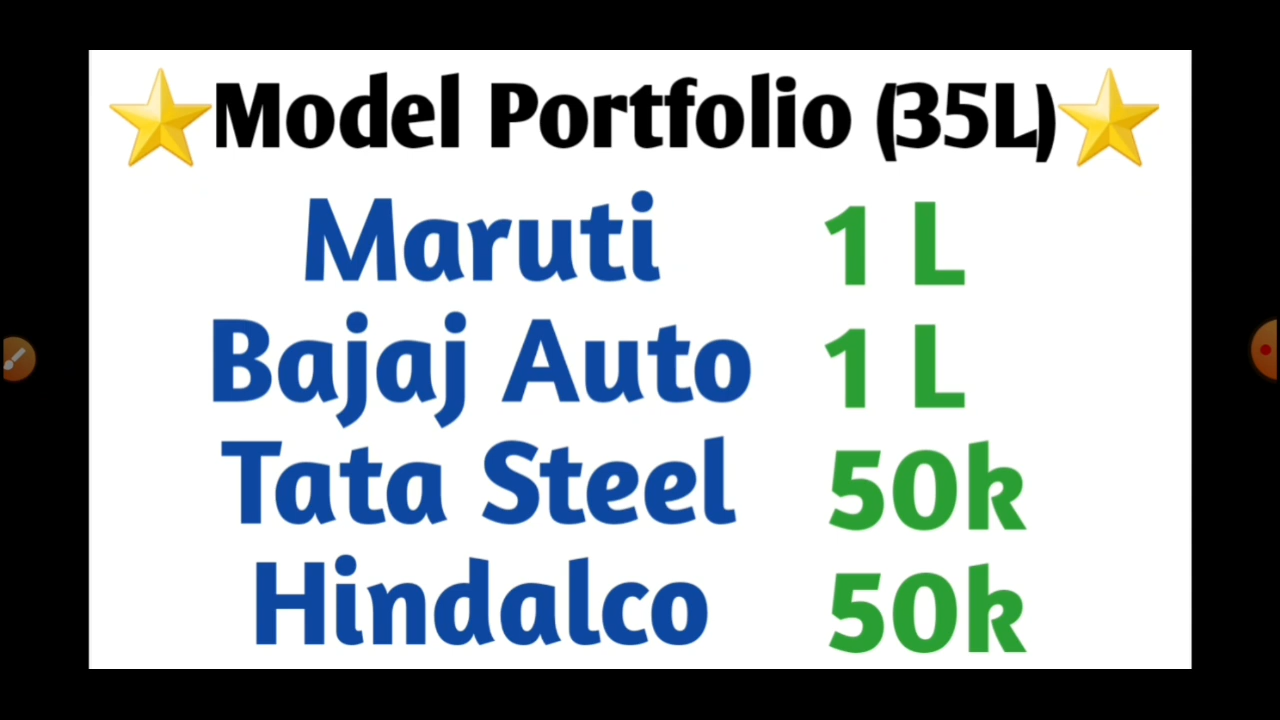 Model Portfolio (35L)
Maruti 1 L
Bajaj Auto 1 L
Tata Steel 50k
Hindalco 50k